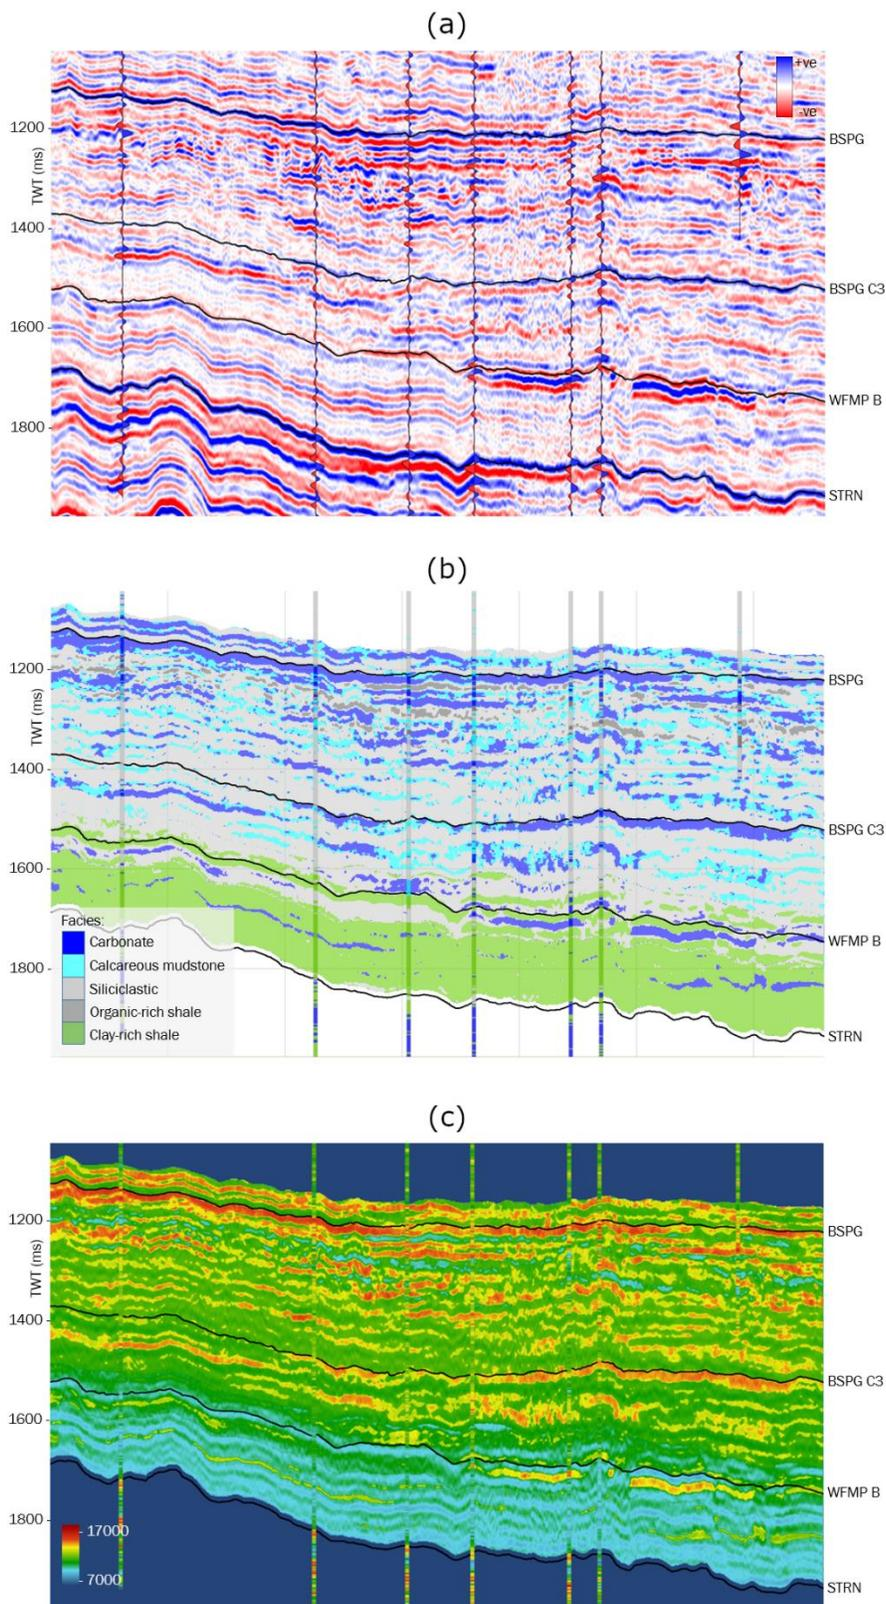 (a)
+ve
-ve
1200
1400
1600
1800
TWT (ms)
BSPG
BSPG C3
WFMP B
STRN
(b)
1200
1400
1600
1800
TWT (ms)
BSPG
BSPG C3
WFMP B
STRN
Facies:
Carbonate
Calcareous mudstone
Siliciclastic
Organic-rich shale
Clay-rich shale
(c)
1200
1400
1600
1800
TWT (ms)
BSPG
BSPG C3
WFMP B
STRN
17000
7000